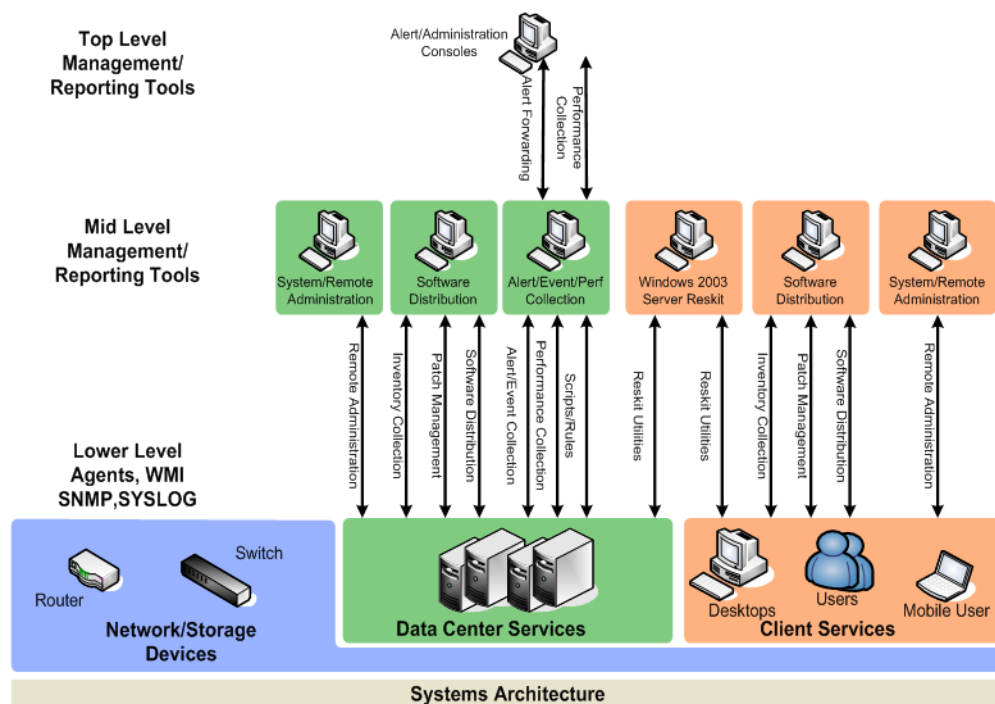 Top Level
Management/
Reporting Tools
Alert/Administration
Consoles
Alert Forwarding
Performance
Collection
Mid Level
Management/
Reporting Tools
System/Remote
Administration
Software
Distribution
Alert/Event/Perf
Collection
Windows 2003
Server Reskit
Software
Distribution
System/Remote
Administration
Remote Administration
Inventory Collection
Patch Management
Software Distribution
Alert/Event Collection
Performance Collection
Scripts/Rules
Reskit Utilities
Reskit Utilities
Inventory Collection
Patch Management
Software Distribution
Remote Administration
Lower Level
Agents, WMI
SNMP,SYSLOG
Router
Switch
Network/Storage
Devices
Data Center Services
Desktops
Users
Mobile User
Client Services
Systems Architecture